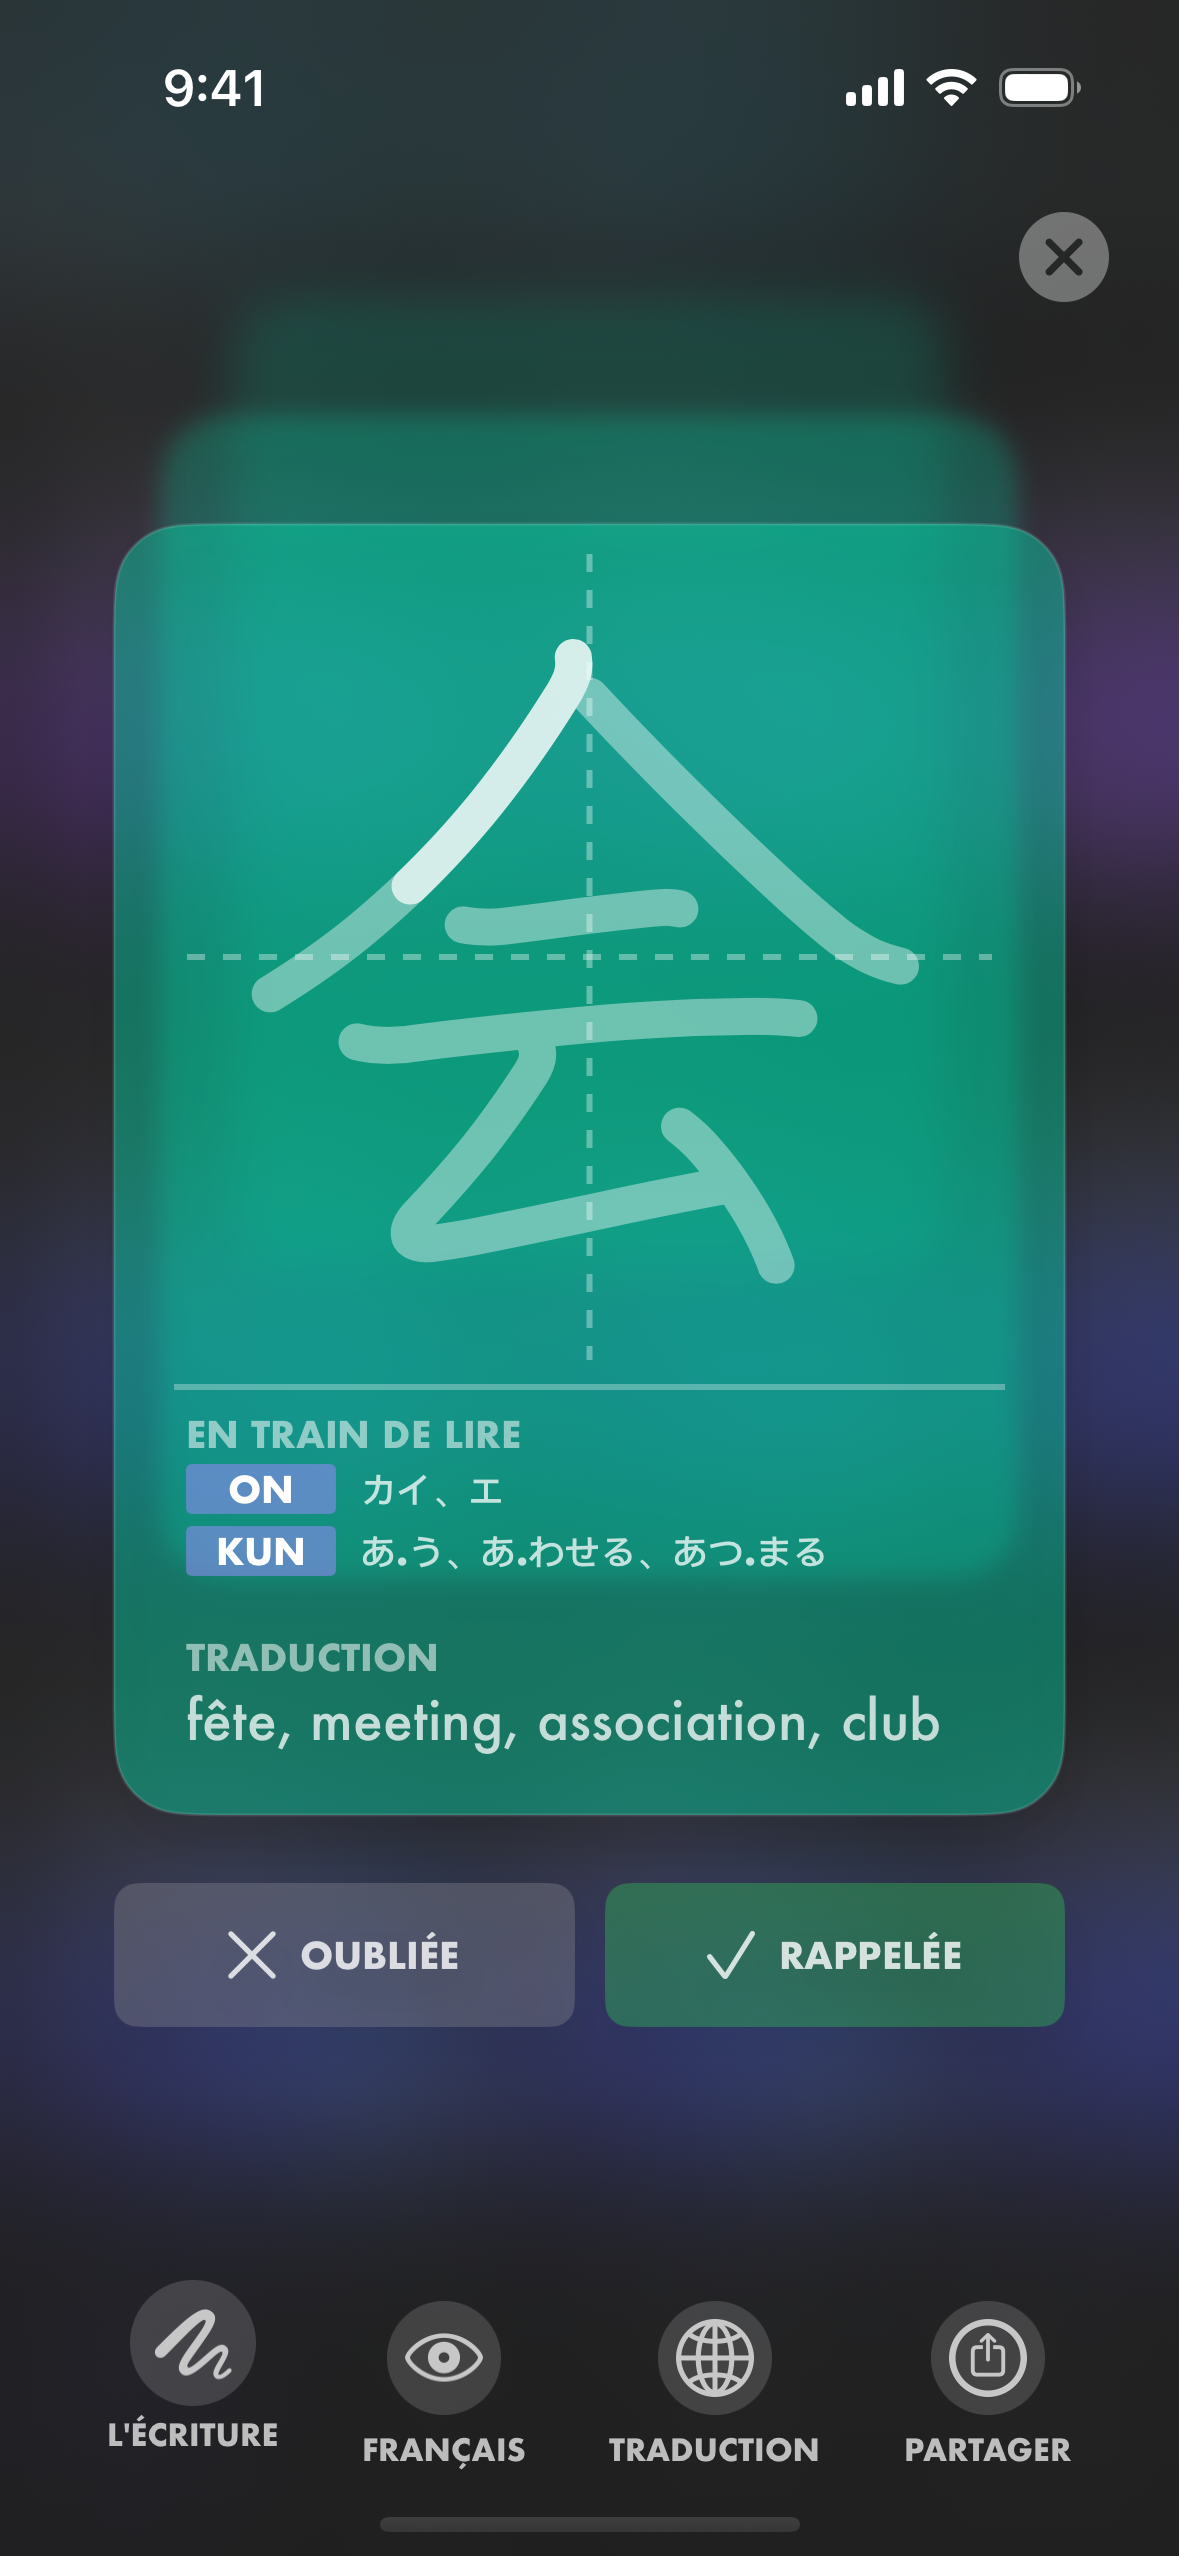 9:41
会
EN TRAIN DE LIRE
ON カイ、エ
KUN あ.う、あ.わせる、あつ.まる
TRADUCTION
fête, meeting, association, club
OUBLIÉE
RAPPELÉE
L'ÉCRITURE
FRANÇAIS
TRADUCTION
PARTAGER